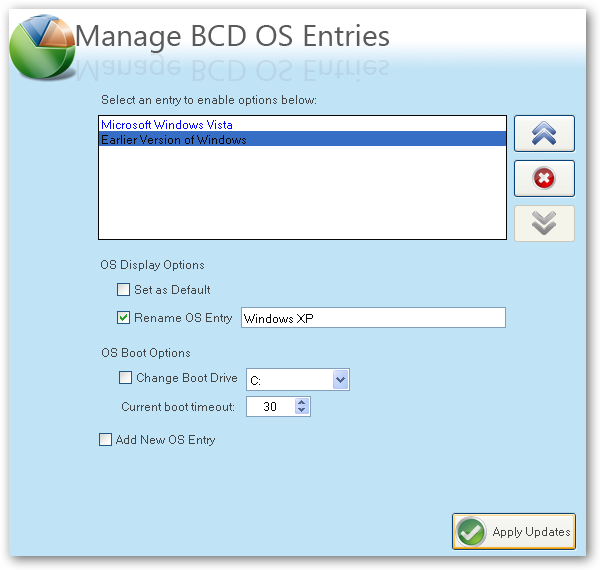 Manage BCD OS Entries
Select an entry to enable options below:
Microsoft Windows Vista
Earlier Version of Windows
OS Display Options
Set as Default
Rename OS Entry Windows XP
OS Boot Options
Change Boot Drive C:
Current boot timeout: 30
Add New OS Entry
Apply Updates